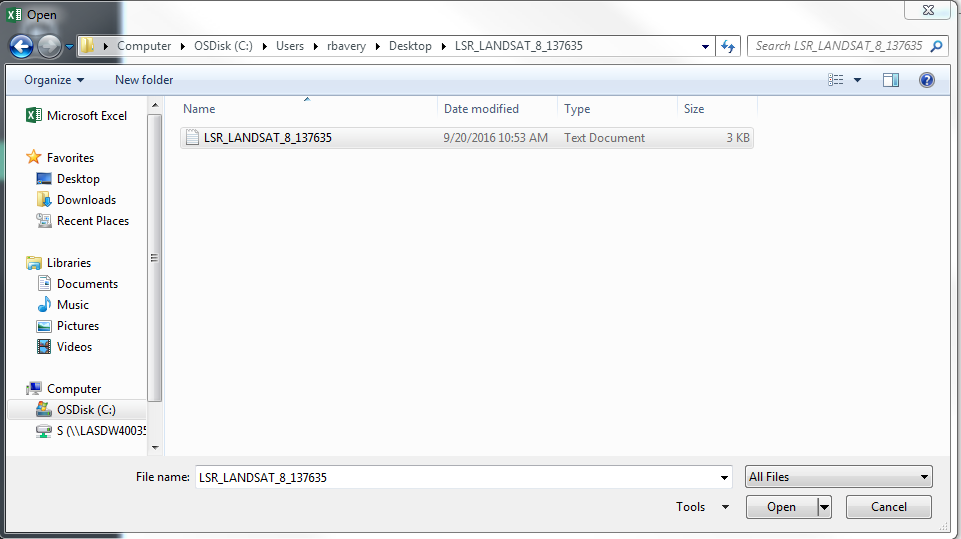 Open
Computer OSDisk (C:) Users rbavery Desktop LSR_LANDSAT_8_137635 Search LSR_LANDSAT_8_137635
Organize New folder
Name Date modified Type Size
LSR_LANDSAT_8_137635 9/20/2016 10:53 AM Text Document 3 KB
Microsoft Excel
Favorites
Desktop
Downloads
Recent Places
Libraries
Documents
Music
Pictures
Videos
Computer
OSDisk (C:)
S (\\LASDW40035
File name: LSR_LANDSAT_8_137635 All Files
Tools Open Cancel